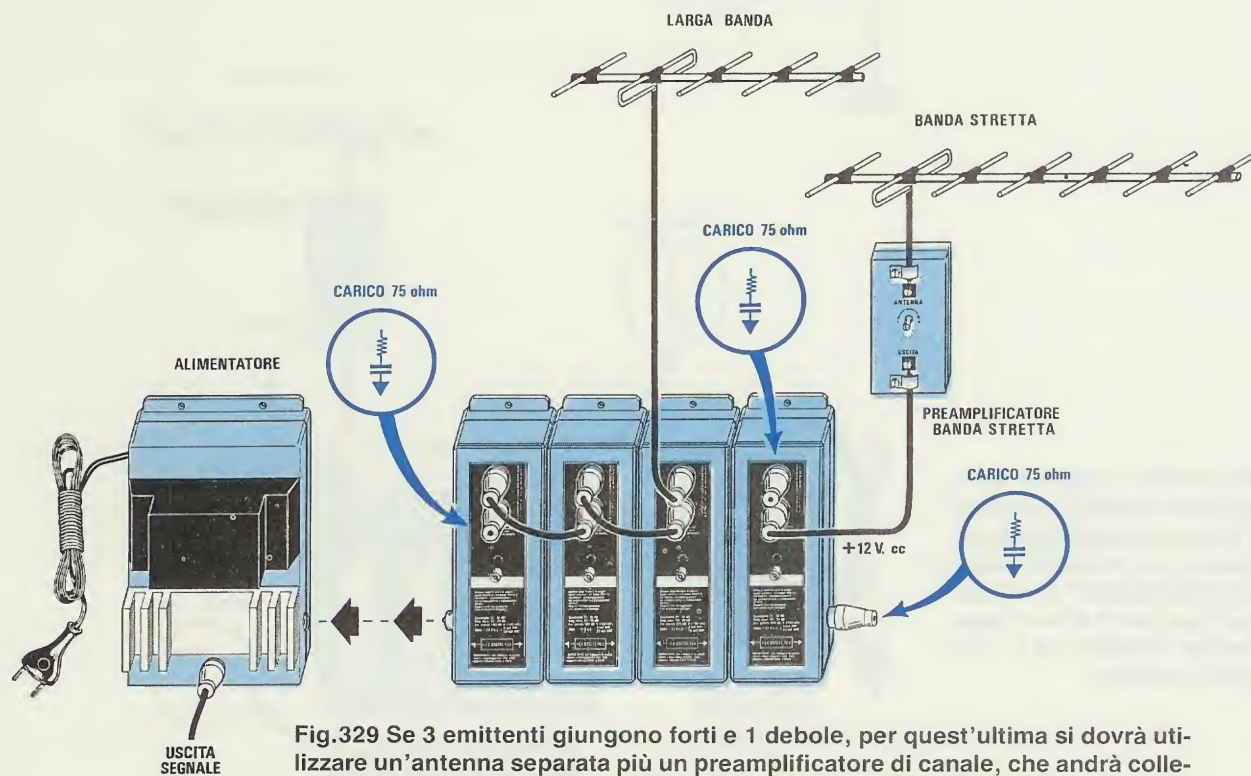 LARGA BANDA
BANDA STRETTA
CARICO 75 ohm
CARICO 75 ohm
ANTENNA
USCITA
ALIMENTATORE
PREAMPLIFICATORE
BANDA STRETTA
CARICO 75 ohm
+12 V. cc
USCITA
SEGNALE
Fig.329 Se 3 emittenti giungono forti e 1 debole, per quest'ultima si dovrà uti-
lizzare un'antenna separata più un preamplificatore di canale, che andrà colle-